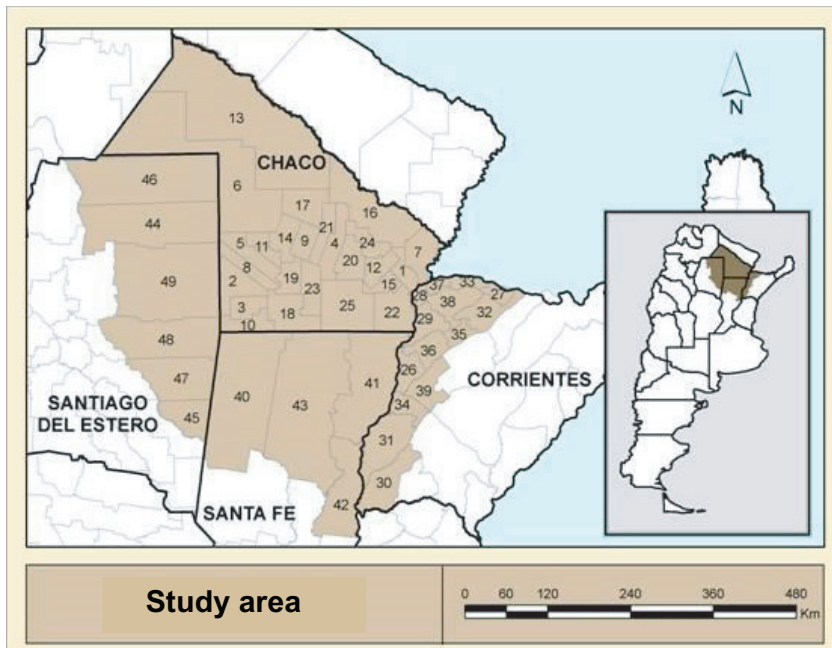 N
13
CHACO
46
6
17
16
44
21
5 11 14 9 4 24 7
8 20 12 1
49 2 19 15 37 33
23 28 38 27
3 18 25 22 32
10 29
48 35
36
47 41 26 CORRIENTES
SANTIAGO
DEL ESTERO
45 40 43 39
34
31
30
SANTA FE 42
Study area
0 60 120 240 360 480
Km